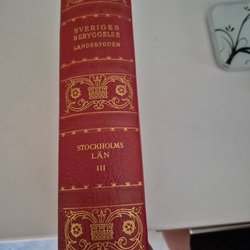 SVERIGES
BEBYGGELSE
LANDSBYGDEN
STOCKHOLMS
LÄN
III